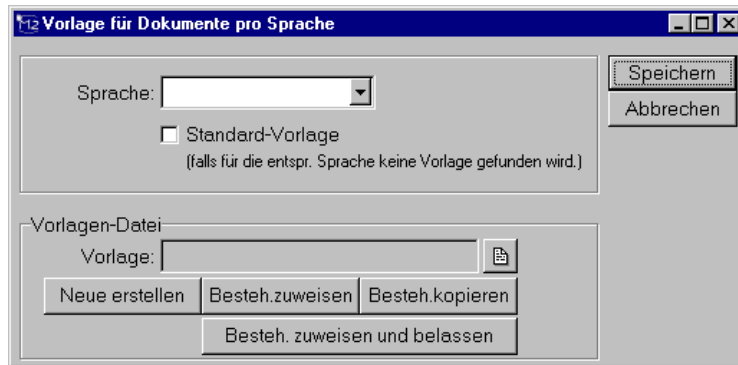 Vorlage für Dokumente pro Sprache
Speichern
Sprache:
Abbrechen
Standard-Vorlage
(falls für die entspr. Sprache keine Vorlage gefunden wird.)
Vorlagen-Datei
Vorlage:
Neue erstellen Besteh.zuweisen Besteh.kopieren
Besteh. zuweisen und belassen